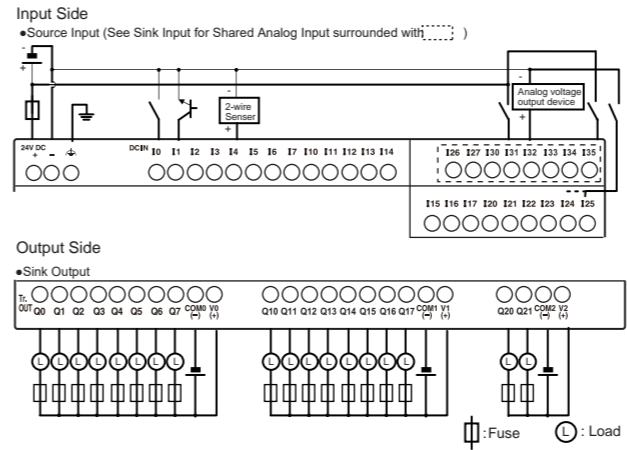 Input Side
●Source Input (See Sink Input for Shared Analog Input surrounded with )
-
+
-
2-wire
Senser
+
-
Analog voltage
output device
+
24V DC
+ -
DC IN I0 I1 I2 I3 I4 I5 I6 I7 I10 I11 I12 I13 I14
I26 I27 I30 I31 I32 I33 I34 I35
I15 I16 I17 I20 I21 I22 I23 I24 I25
Output Side
●Sink Output
Tr.
OUT Q0 Q1 Q2 Q3 Q4 Q5 Q6 Q7 COM0 (-) V0 (+)
Q10 Q11 Q12 Q13 Q14 Q15 Q16 Q17 COM1 (-) V1 (+)
Q20 Q21 COM2 (-) V2 (+)
L L L L L L L L
L L L L L L L L
L L
:Fuse
L : Load